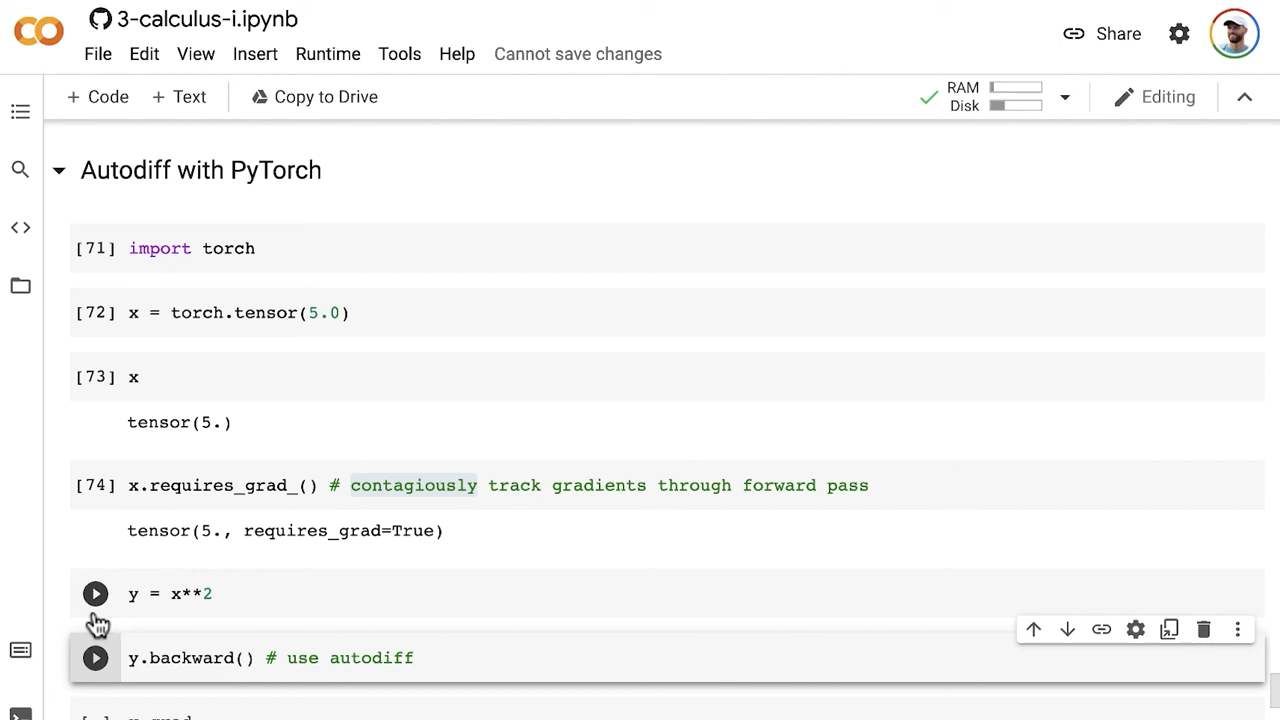 3-calculus-i.ipynb
File Edit View Insert Runtime Tools Help Cannot save changes
Share
+ Code + Text Copy to Drive
RAM
Disk
Editing
Autodiff with PyTorch
[71] import torch
[72] x = torch.tensor(5.0)
[73] x
tensor(5.)
[74] x.requires_grad_() # contagiously track gradients through forward pass
tensor(5., requires_grad=True)
y = x**2
y.backward() # use autodiff